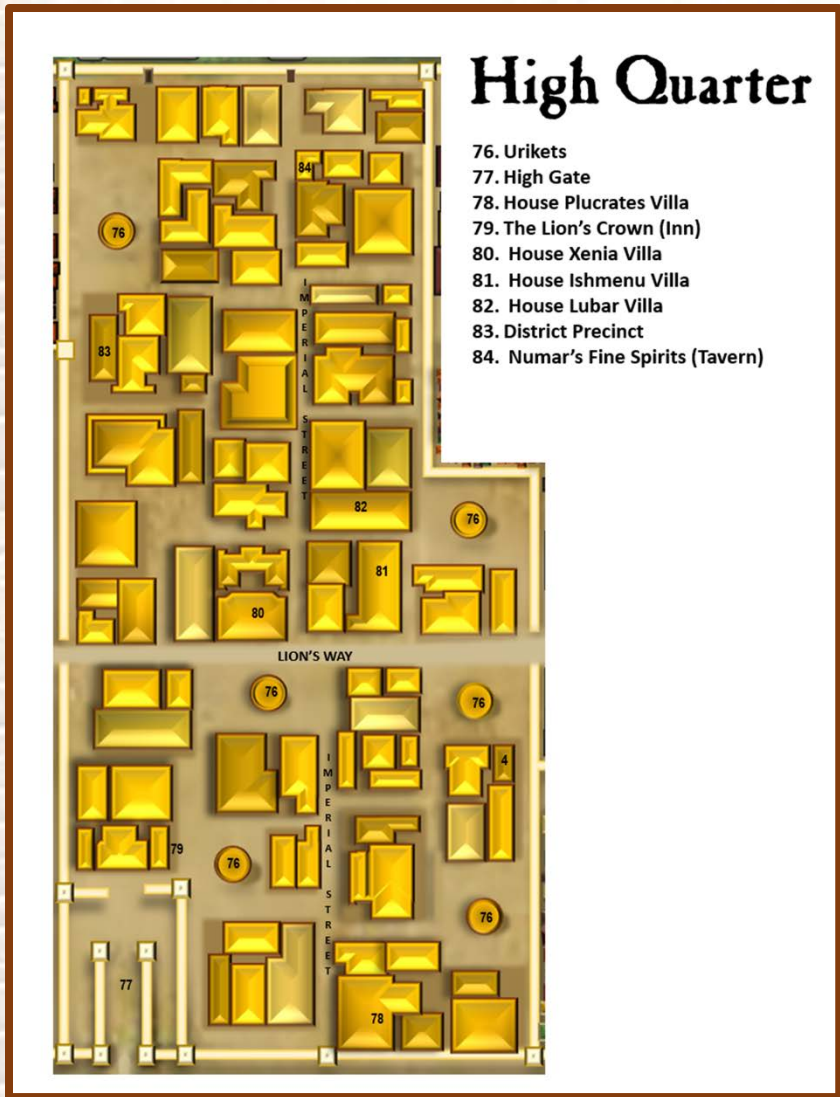 High Quarter
76. Urikets
77. High Gate
78. House Plucrates Villa
79. The Lion's Crown (Inn)
80. House Xenia Villa
81. House Ishmenu Villa
82. House Lubar Villa
83. District Precinct
84. Numar's Fine Spirits (Tavern)
84
76
IMPERIAL STREET
83
82
76
81
80
LION'S WAY
76
76
IMPERIAL STREET
4
79
76
76
77
78